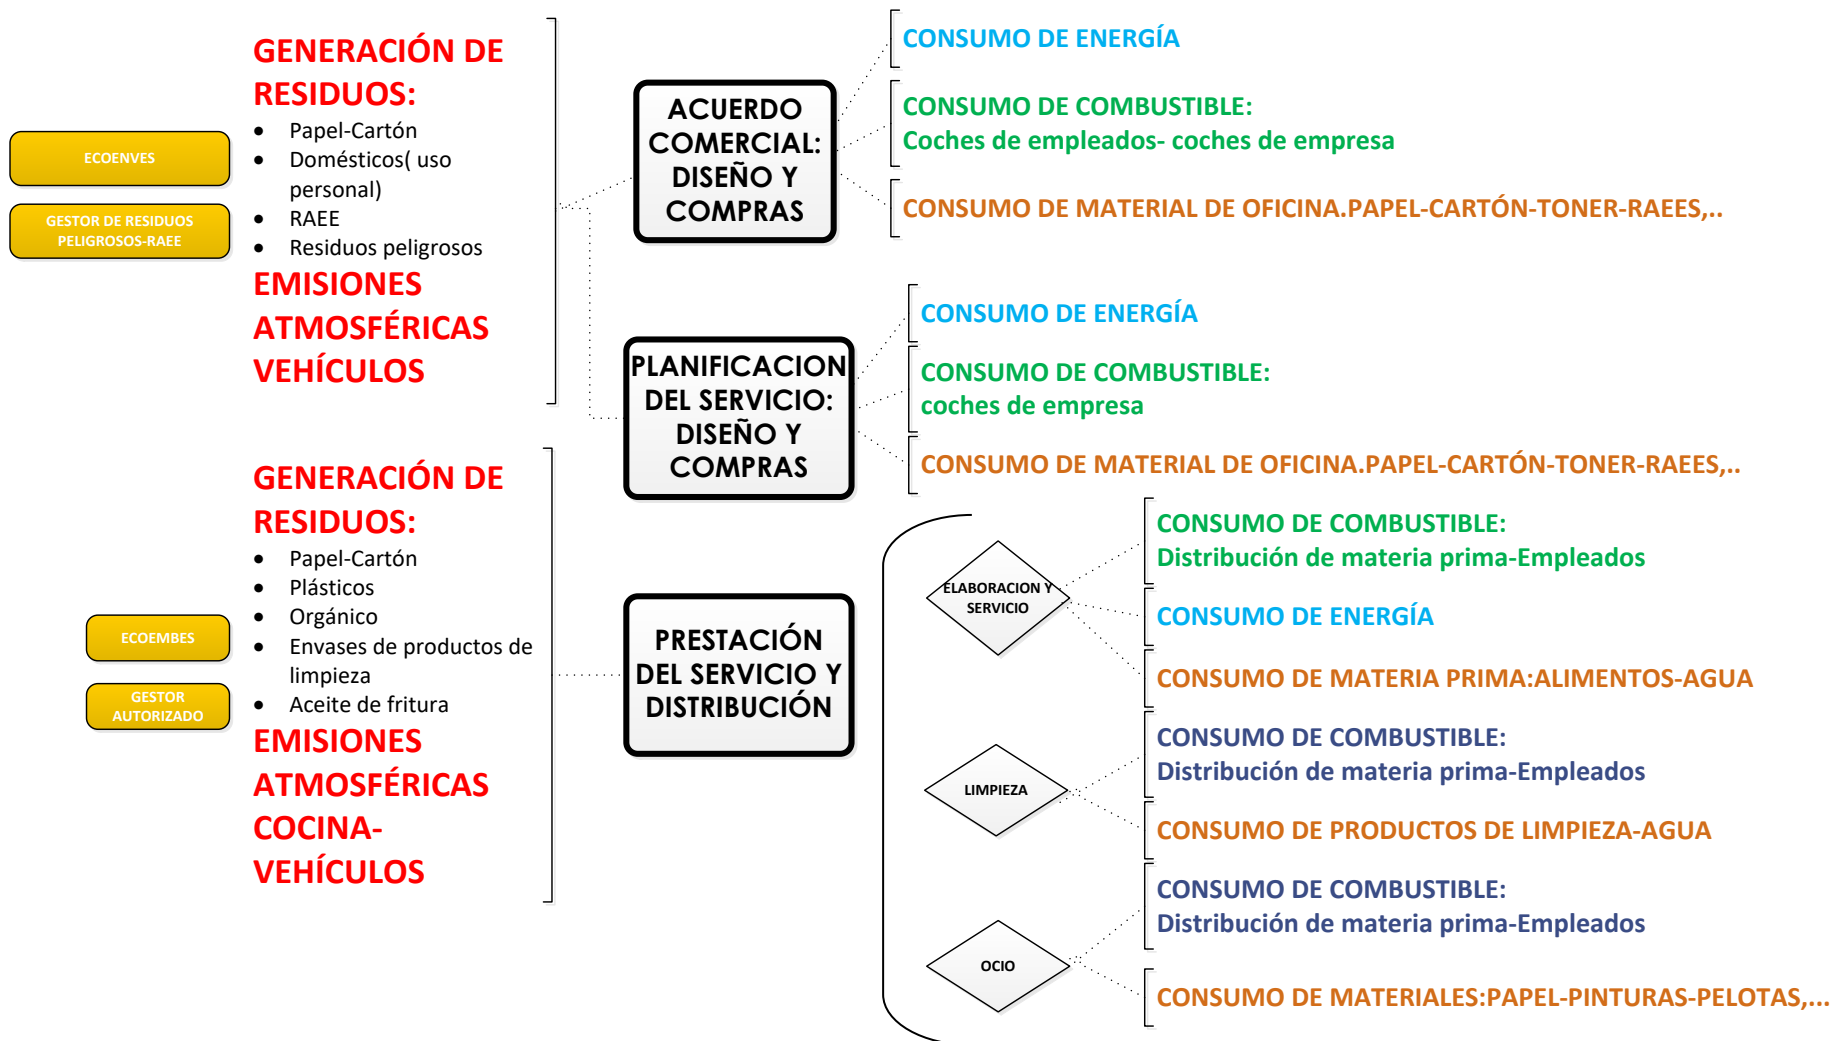 GENERACIÓN DE
RESIDUOS:
• Papel-Cartón
• Domésticos( uso
personal)
• RAEE
• Residuos peligrosos
EMISIONES
ATMOSFÉRICAS
VEHÍCULOS
ECOENVES
GESTOR DE RESIDUOS
PELIGROSOS-RAEE
ACUERDO
COMERCIAL:
DISEÑO Y
COMPRAS
CONSUMO DE ENERGÍA
CONSUMO DE COMBUSTIBLE:
Coches de empleados- coches de empresa
CONSUMO DE MATERIAL DE OFICINA.PAPEL-CARTÓN-TONER-RAEES,..
PLANIFICACION
DEL SERVICIO:
DISEÑO Y
COMPRAS
CONSUMO DE ENERGÍA
CONSUMO DE COMBUSTIBLE:
coches de empresa
CONSUMO DE MATERIAL DE OFICINA.PAPEL-CARTÓN-TONER-RAEES,..
GENERACIÓN DE
RESIDUOS:
• Papel-Cartón
• Plásticos
• Orgánico
• Envases de productos de
limpieza
• Aceite de fritura
EMISIONES
ATMOSFÉRICAS
COCINA-
VEHÍCULOS
ECOEMBES
GESTOR
AUTORIZADO
PRESTACIÓN
DEL SERVICIO Y
DISTRIBUCIÓN
ELABORACION Y
SERVICIO
CONSUMO DE COMBUSTIBLE:
Distribución de materia prima-Empleados
CONSUMO DE ENERGÍA
CONSUMO DE MATERIA PRIMA:ALIMENTOS-AGUA
LIMPIEZA
CONSUMO DE COMBUSTIBLE:
Distribución de materia prima-Empleados
CONSUMO DE PRODUCTOS DE LIMPIEZA-AGUA
OCIO
CONSUMO DE COMBUSTIBLE:
Distribución de materia prima-Empleados
CONSUMO DE MATERIALES:PAPEL-PINTURAS-PELOTAS,...